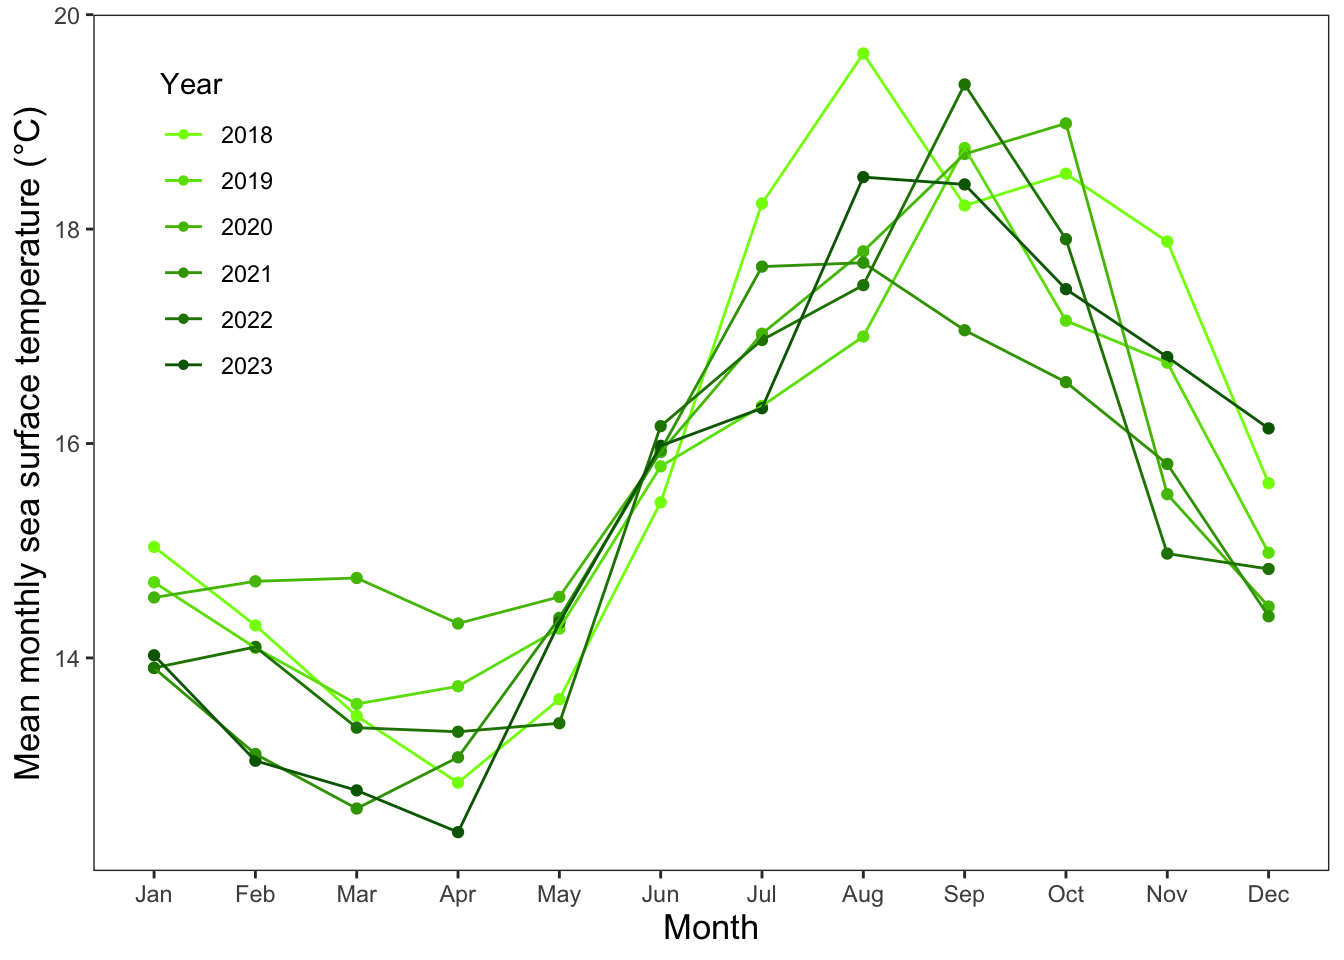 20
18
16
14
Mean monthly sea surface temperature (°C)
Year
2018
2019
2020
2021
2022
2023
Jan Feb Mar Apr May Jun Jul Aug Sep Oct Nov Dec
Month